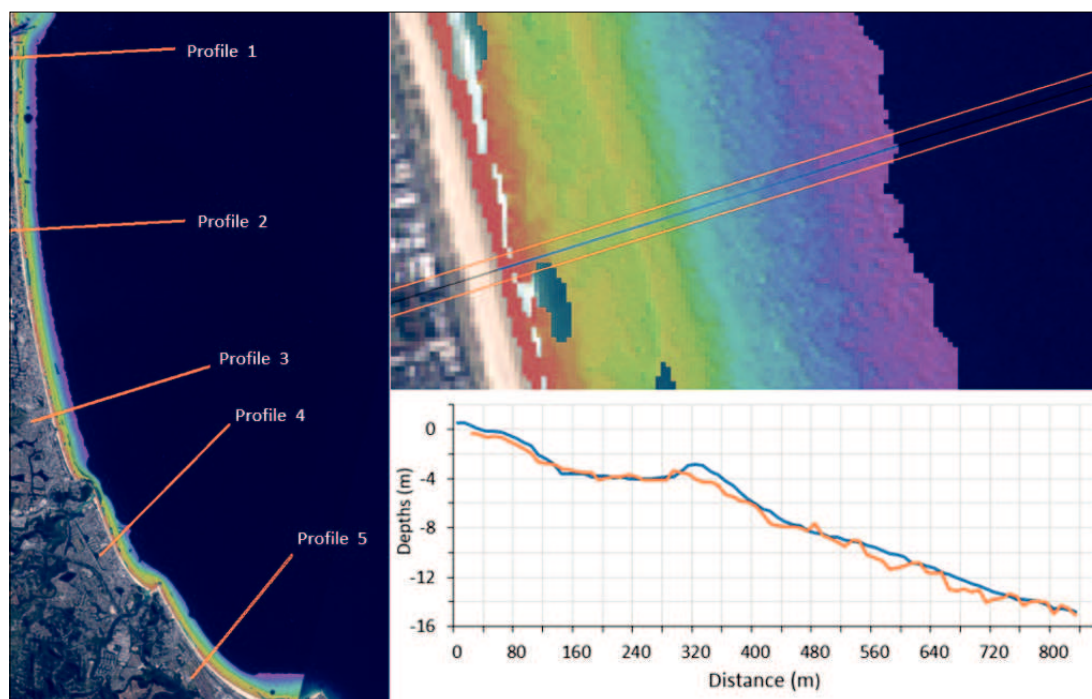 Profile 1
Profile 2
Profile 3
Profile 4
Profile 5
Depths (m)
0
-4
-8
-12
-16
0 80 160 240 320 400 480 560 640 720 800
Distance (m)